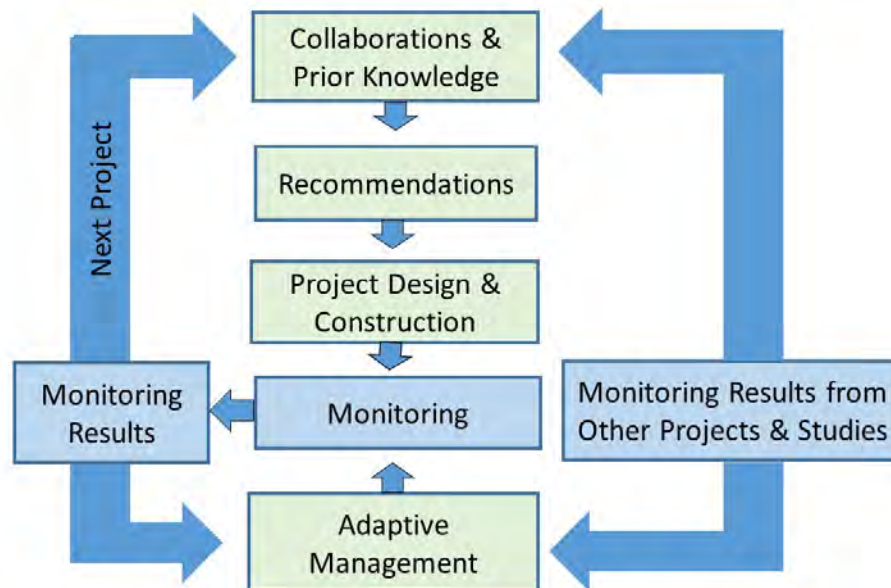 Collaborations &
Prior Knowledge
Next Project
Recommendations
Project Design &
Construction
Monitoring
Results
Monitoring
Monitoring Results from
Other Projects & Studies
Adaptive
Management